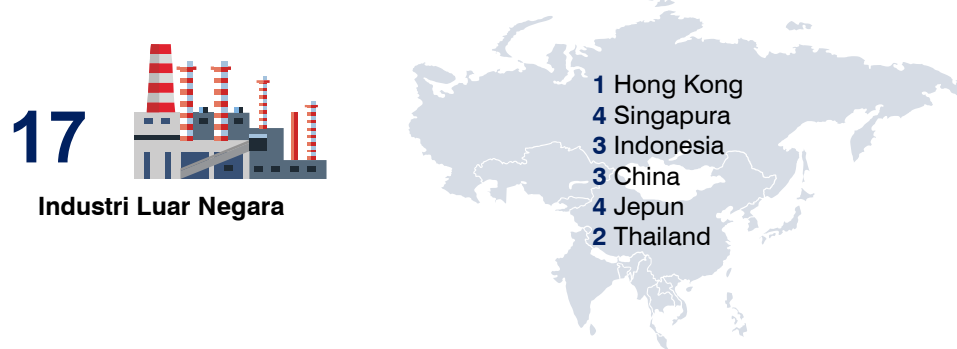 17
Industri Luar Negara
1 Hong Kong
4 Singapura
3 Indonesia
3 China
4 Jepun
2 Thailand